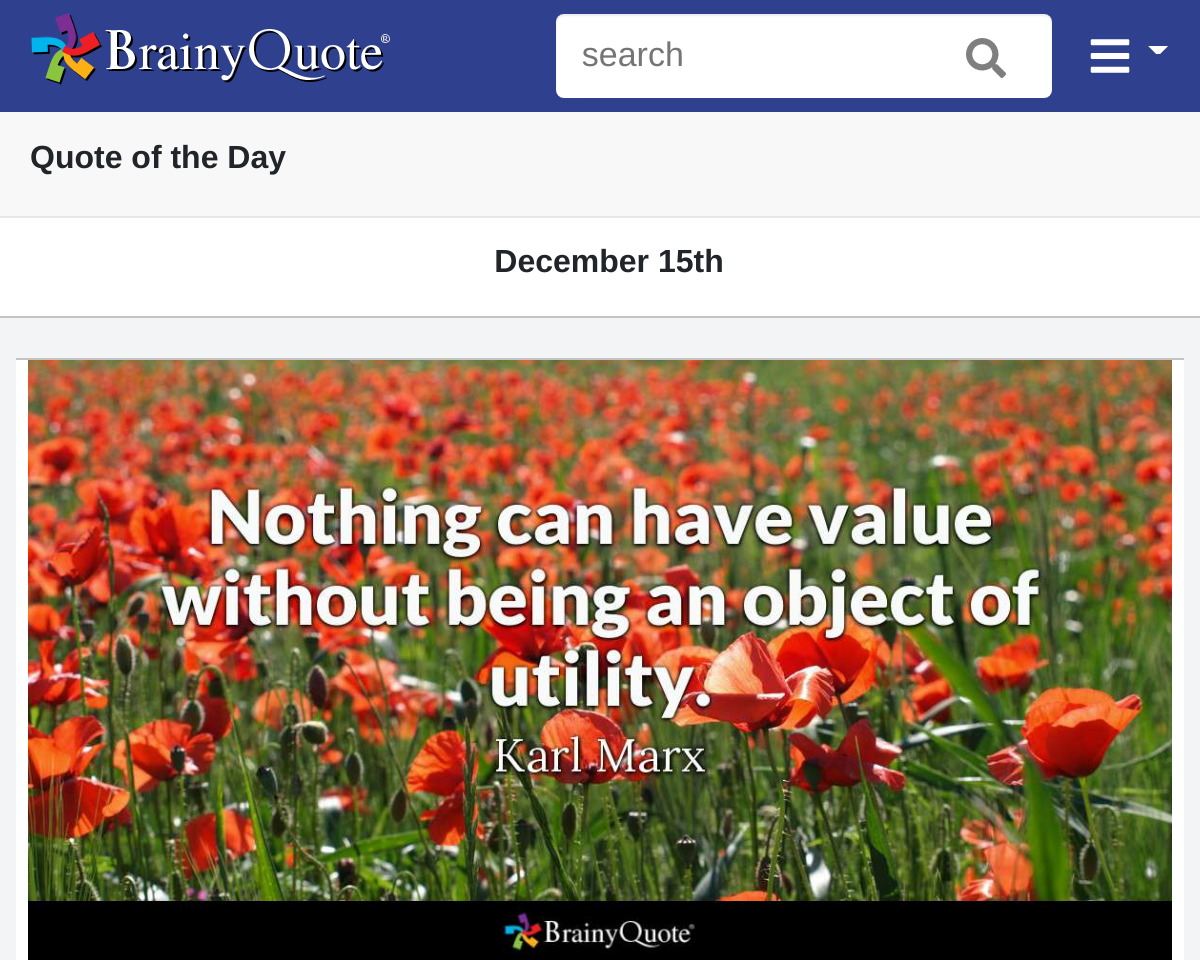 BrainyQuote®
search
Quote of the Day
December 15th
Nothing can have value
without being an object of
utility.
Karl Marx
BrainyQuote®